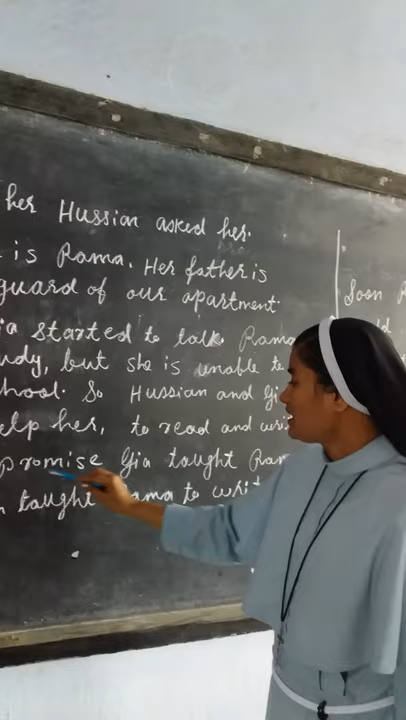 her Hussian asked her.
is Rama. Her father is
guard of our apartment.
ia started to talk Rama
udy, but she is unable to
hool. So Hussian and Gi
elp her, to read and wri
promise Gia taught Ram
taught Rama to writ
Soon